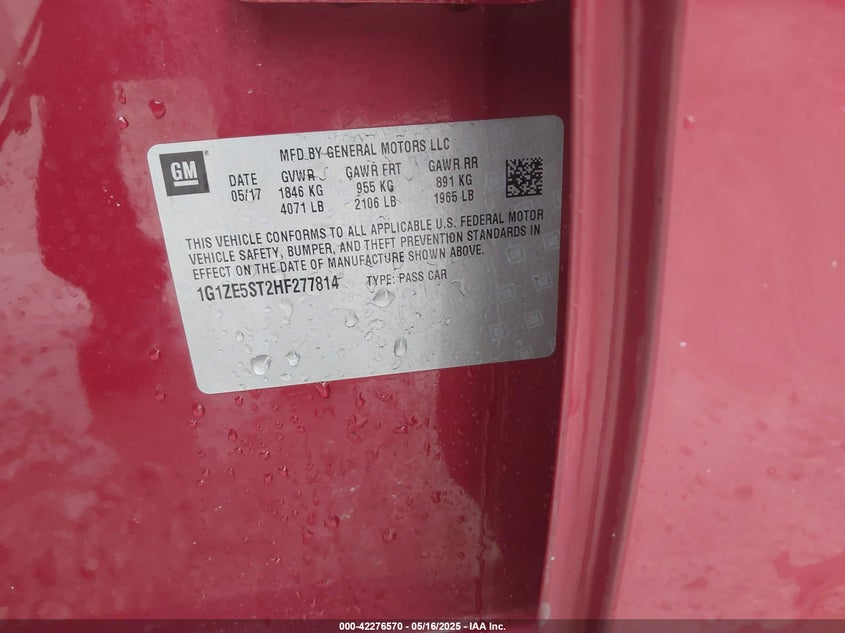 GM
MFD BY GENERAL MOTORS LLC
DATE GVWR GAWR FRT GAWR RR
05/17 1846 KG 955 KG 891 KG
4071 LB 2106 LB 1965 LB
THIS VEHICLE CONFORMS TO ALL APPLICABLE U.S. FEDERAL MOTOR
VEHICLE SAFETY, BUMPER, AND THEFT PREVENTION STANDARDS IN
EFFECT ON THE DATE OF MANUFACTURE SHOWN ABOVE.
1G1ZE5ST2HF277814 TYPE: PASS CAR
000-42276570 - 05/16/2025 - IAA Inc.